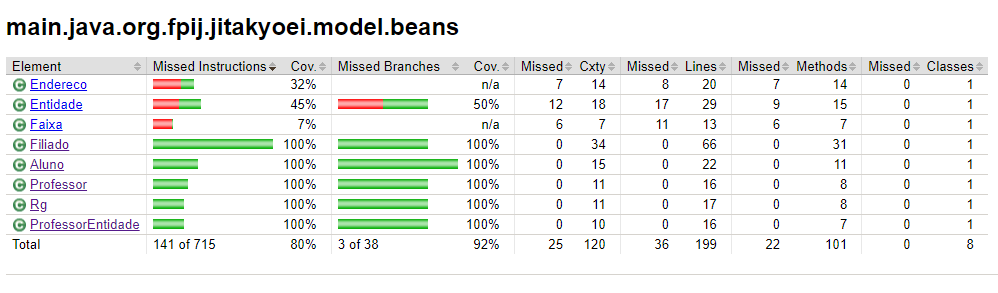 main.java.org.fpij.jitakyoei.model.beans
Element Missed Instructions Cov. Missed Branches Cov. Missed Cxty Missed Lines Missed Methods Missed Classes
C Endereco 32% n/a 7 14 8 20 7 14 0 1
C Entidade 45% 50% 12 18 17 29 9 15 0 1
C Faixa 7% n/a 6 7 11 13 6 7 0 1
C Filiado 100% 100% 0 34 0 66 0 31 0 1
C Aluno 100% 100% 0 15 0 22 0 11 0 1
C Professor 100% 100% 0 11 0 16 0 8 0 1
C Rg 100% 100% 0 11 0 17 0 8 0 1
C ProfessorEntidade 100% 100% 0 10 0 16 0 7 0 1
Total 141 of 715 80% 3 of 38 92% 25 120 36 199 22 101 0 8